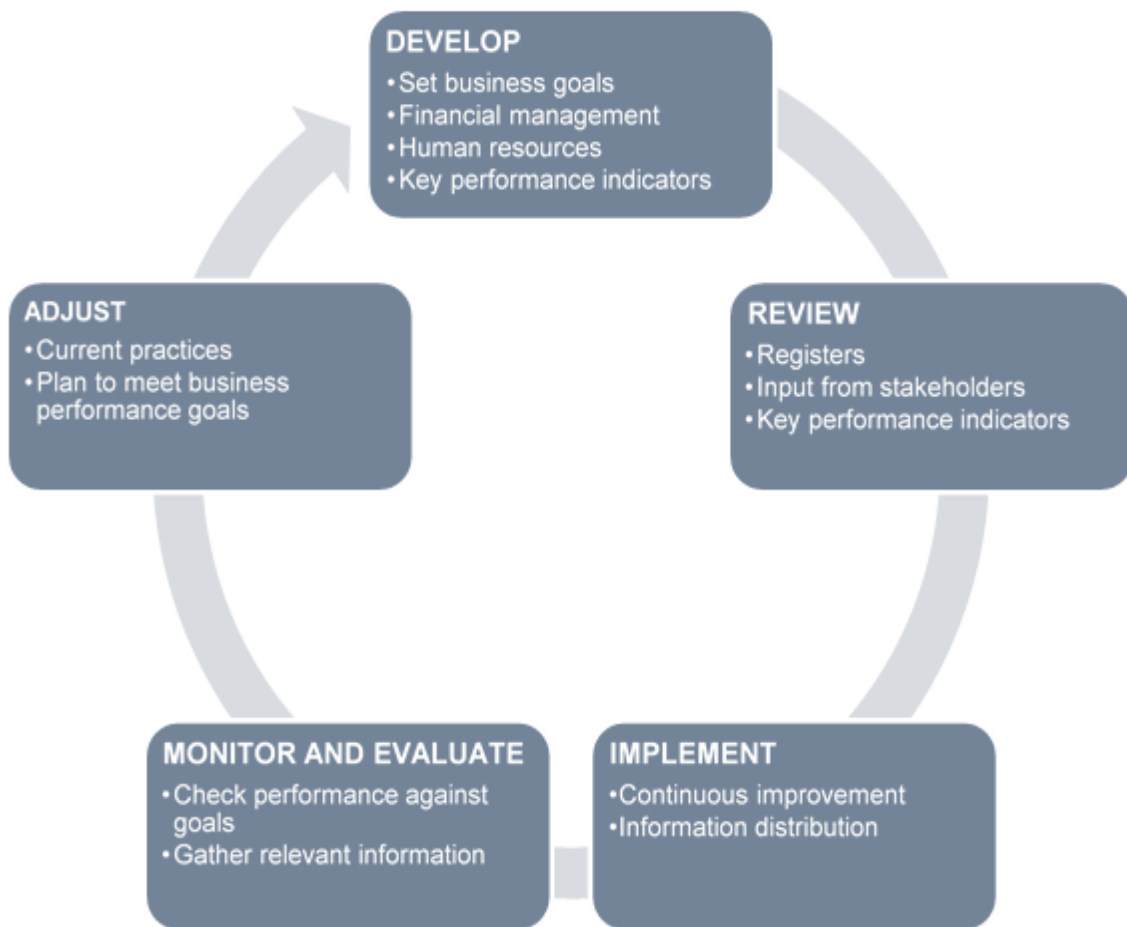 DEVELOP
•Set business goals
•Financial management
•Human resources
•Key performance indicators
REVIEW
•Registers
•Input from stakeholders
•Key performance indicators
IMPLEMENT
•Continuous improvement
•Information distribution
MONITOR AND EVALUATE
•Check performance against
goals
•Gather relevant information
ADJUST
•Current practices
•Plan to meet business
performance goals